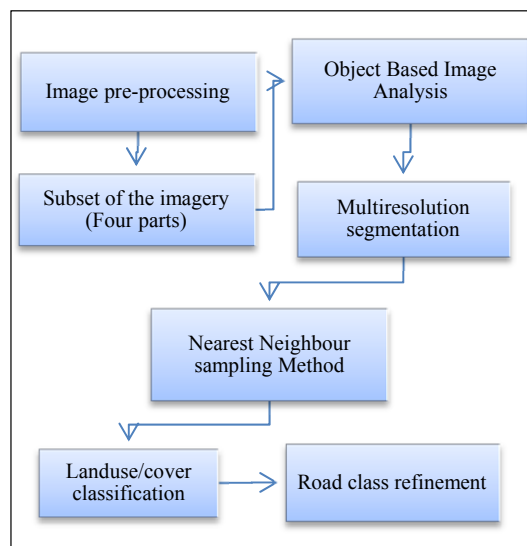 Image pre-processing
Subset of the imagery
(Four parts)
Object Based Image
Analysis
Multiresolution
segmentation
Nearest Neighbour
sampling Method
Landuse/cover
classification
Road class refinement